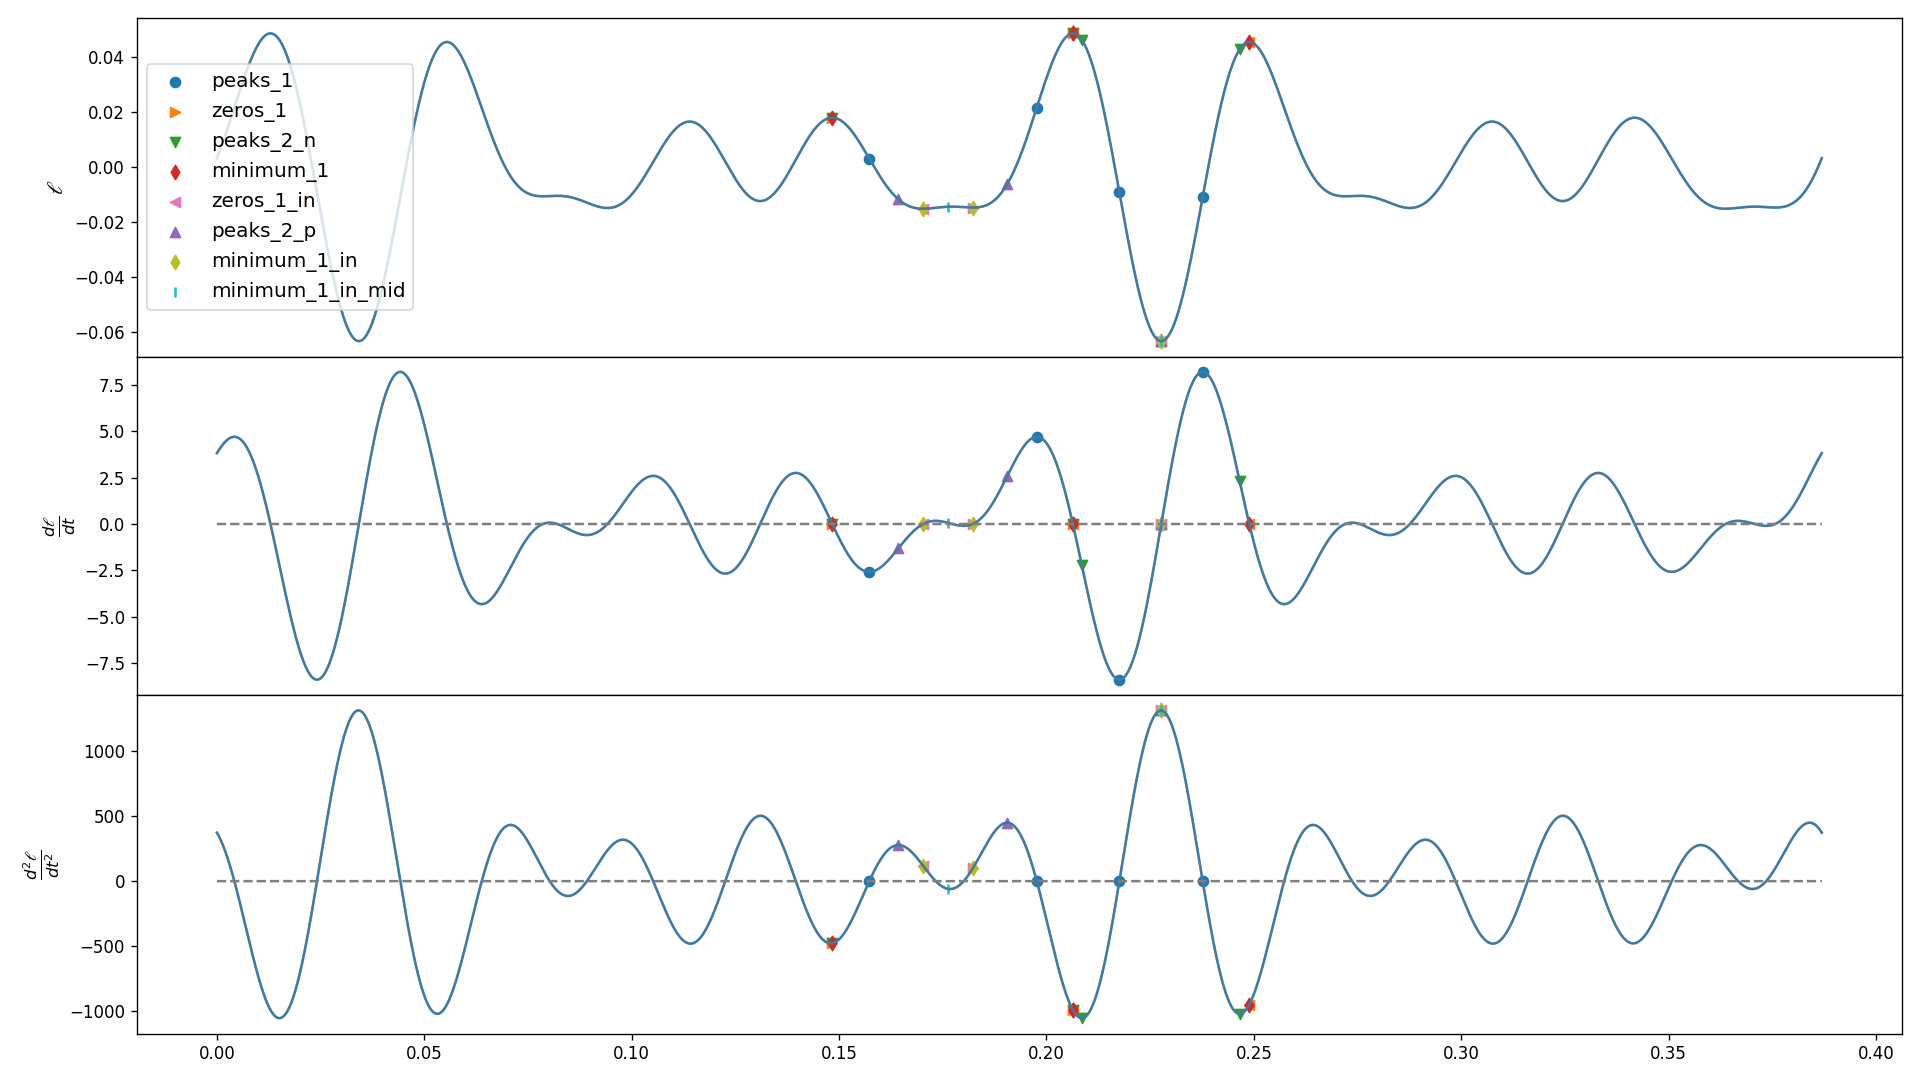 0.04
0.02
0.00
−0.02
−0.04
−0.06
ℓ
peaks_1
zeros_1
peaks_2_n
minimum_1
zeros_1_in
peaks_2_p
minimum_1_in
minimum_1_in_mid
7.5
5.0
2.5
0.0
−2.5
−5.0
−7.5
dℓ
dt
1000
500
0
−500
−1000
d²ℓ
dt²
0.00 0.05 0.10 0.15 0.20 0.25 0.30 0.35 0.40